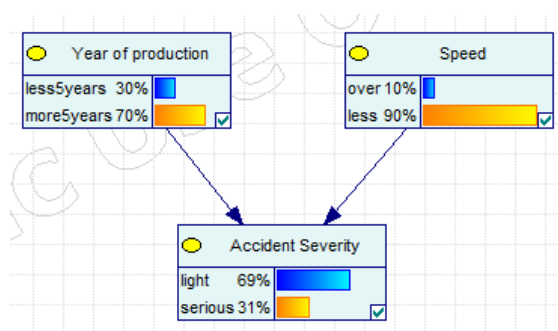 Year of production
less5years 30%
more5years 70%
Speed
over 10%
less 90%
Accident Severity
light 69%
serious 31%